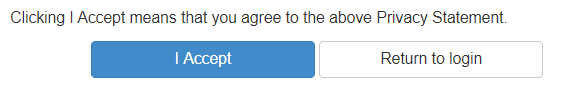 Clicking I Accept means that you agree to the above Privacy Statement.
I Accept
Return to login